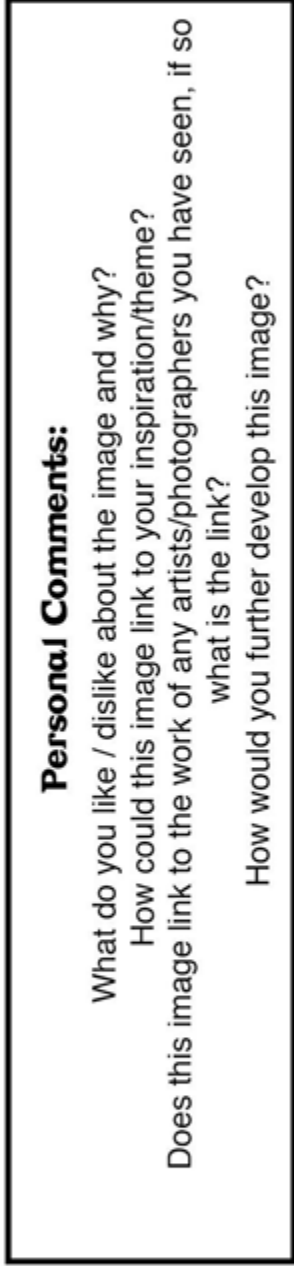 Personal Comments:
What do you like / dislike about the image and why?
How could this image link to your inspiration/theme?
Does this image link to the work of any artists/photographers you have seen, if so
what is the link?
How would you further develop this image?